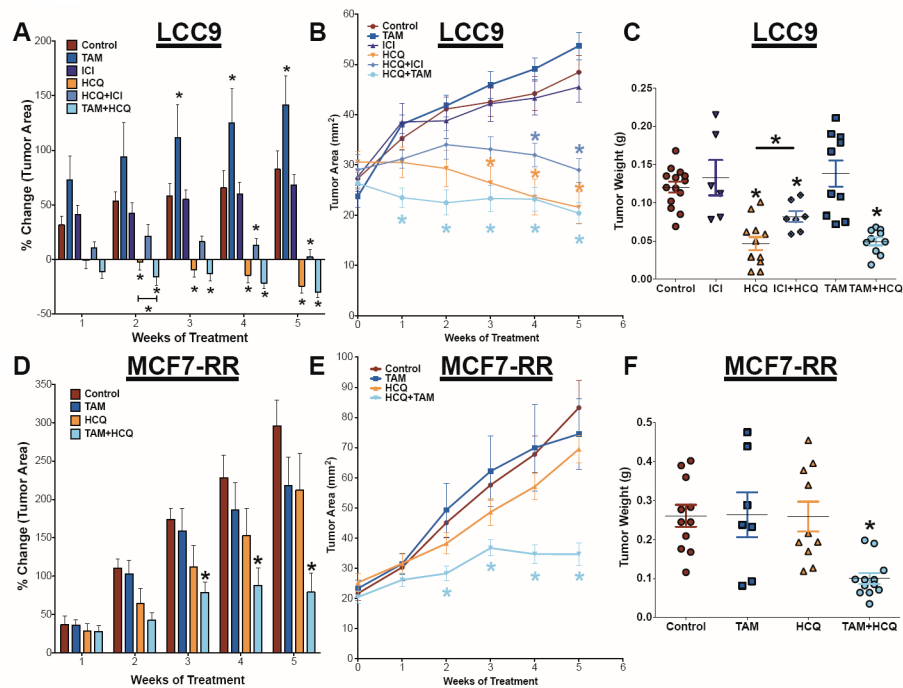 A LCC9
% Change (Tumor Area)
200
150
100
50
0
-50
Control
TAM
ICI
HCQ
HCQ+ICI
TAM+HCQ
* * * * * * * * * * * * * * *
1 2 3 4 5
Weeks of Treatment
B LCC9
Tumor Area (mm2)
60
50
40
30
20
10
0
Control
TAM
ICI
HCQ
HCQ+ICI
HCQ+TAM
* * * * * * * * * *
0 1 2 3 4 5 6
Weeks of Treatment
C LCC9
Tumor Weight (g)
0.25
0.20
0.15
0.10
0.05
0.00
* * * *
Control ICI HCQ ICI+HCQ TAM TAM+HCQ
D MCF7-RR
% Change (Tumor Area)
350
300
250
200
150
100
50
0
Control
TAM
HCQ
TAM+HCQ
* * *
1 2 3 4 5
Weeks of Treatment
E MCF7-RR
Tumor Area (mm2)
100
90
80
70
60
50
40
30
20
10
0
Control
TAM
HCQ
HCQ+TAM
* * * *
0 1 2 3 4 5 6
Weeks of Treatment
F MCF7-RR
Tumor Weight (g)
0.5
0.4
0.3
0.2
0.1
0.0
*
Control TAM HCQ TAM+HCQ